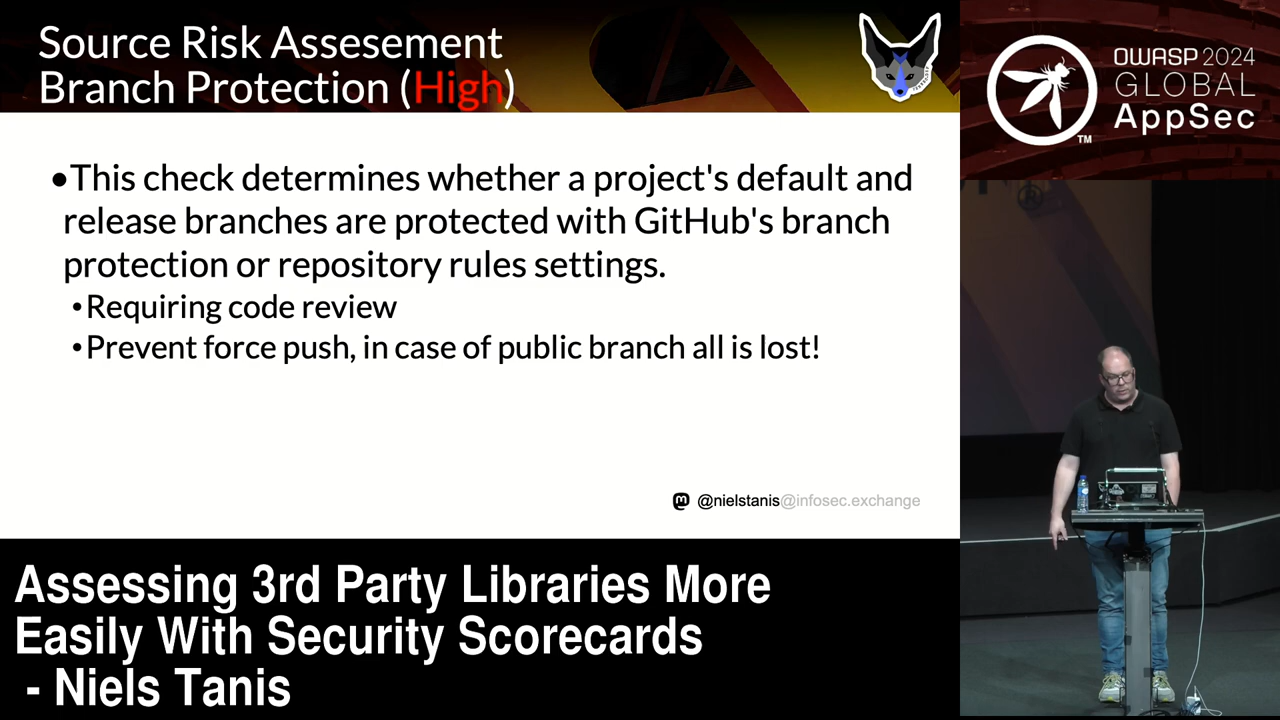 Source Risk Assesement
Branch Protection (High)
•This check determines whether a project's default and
release branches are protected with GitHub's branch
protection or repository rules settings.
•Requiring code review
•Prevent force push, in case of public branch all is lost!
@nielstanis@infosec.exchange
OWASP 2024
GLOBAL
AppSec
TM
Assessing 3rd Party Libraries More
Easily With Security Scorecards
- Niels Tanis